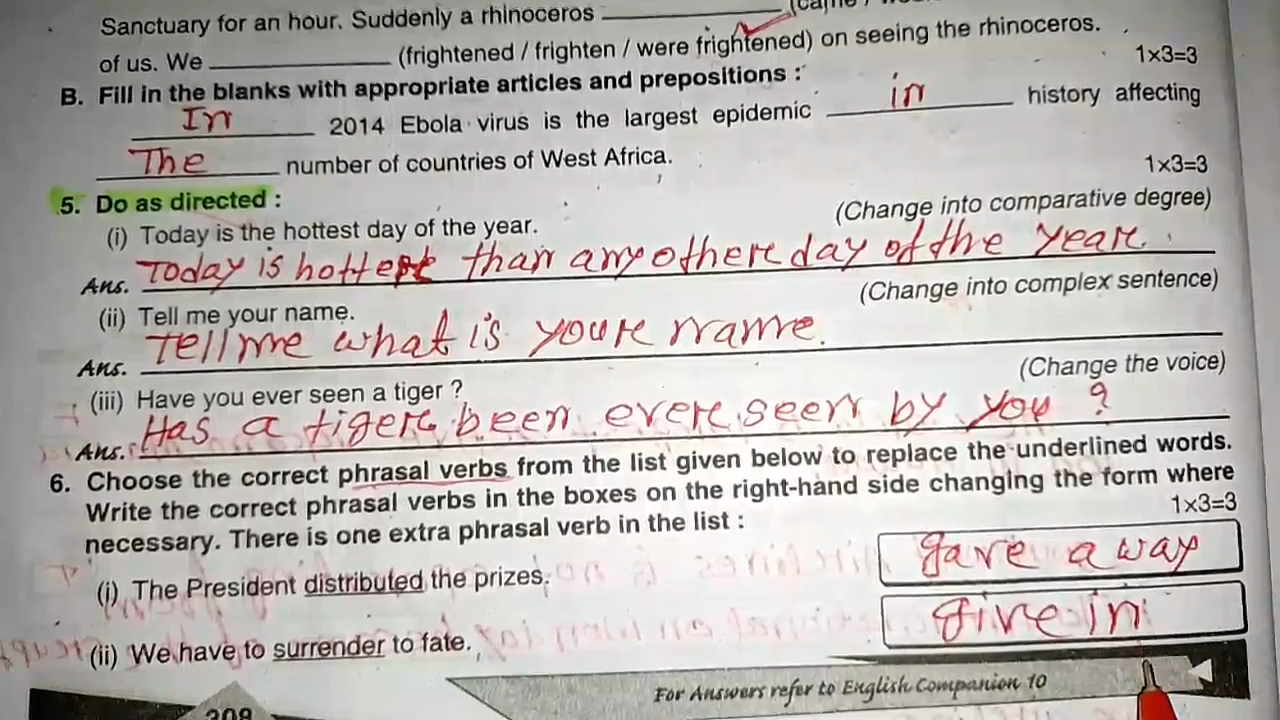 Sanctuary for an hour. Suddenly a rhinoceros ____________ (came /
of us. We ____________ (frightened / frighten / were frightened) on seeing the rhinoceros.
1×3=3
B. Fill in the blanks with appropriate articles and prepositions :
In 2014 Ebola virus is the largest epidemic in history affecting
The number of countries of West Africa.
1×3=3
5. Do as directed :
(i) Today is the hottest day of the year. (Change into comparative degree)
Ans. Today is hotter than any other day of the year.
(ii) Tell me your name. (Change into complex sentence)
Ans. Tell me what is your name.
(iii) Have you ever seen a tiger ? (Change the voice)
Ans. Has a tiger been ever seen by you ?
6. Choose the correct phrasal verbs from the list given below to replace the underlined words.
Write the correct phrasal verbs in the boxes on the right-hand side changing the form where
necessary. There is one extra phrasal verb in the list : 1×3=3
(i) The President distributed the prizes. gave away
(ii) We have to surrender to fate. give in
For Answers refer to English Companion 10
208